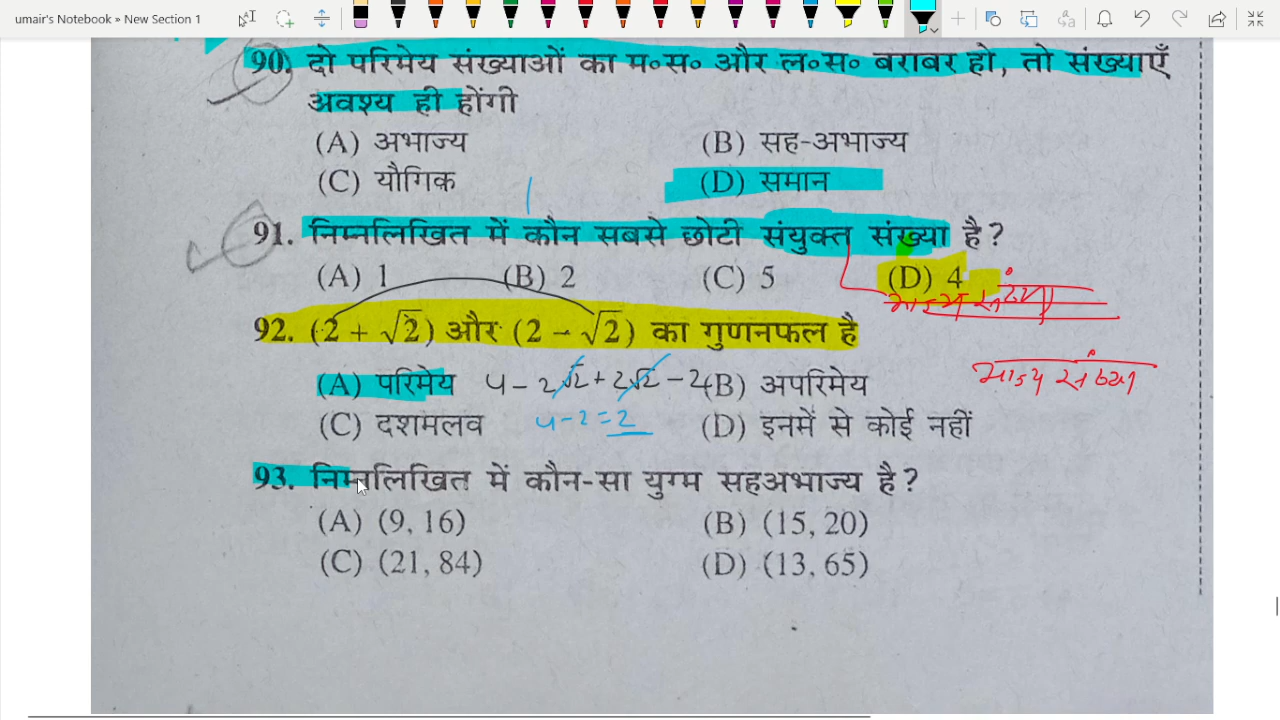 umair's Notebook » New Section 1
90. दो परिमेय संख्याओं का म०स० और ल०स० बराबर हो, तो संख्याएँ
अवश्य ही होंगी
(A) अभाज्य (B) सह-अभाज्य
(C) यौगिक (D) समान
91. निम्नलिखित में कौन सबसे छोटी संयुक्त संख्या है?
(A) 1 (B) 2 (C) 5 (D) 4
भाज्य संख्या
92. (2 + √2) और (2 - √2) का गुणनफल है
भाज्य संख्या
(A) परिमेय 4 - 2√2 + 2√2 - 2 (B) अपरिमेय
(C) दशमलव 4-2=2 (D) इनमें से कोई नहीं
93. निम्नलिखित में कौन-सा युग्म सहअभाज्य है?
(A) (9, 16) (B) (15, 20)
(C) (21, 84) (D) (13, 65)